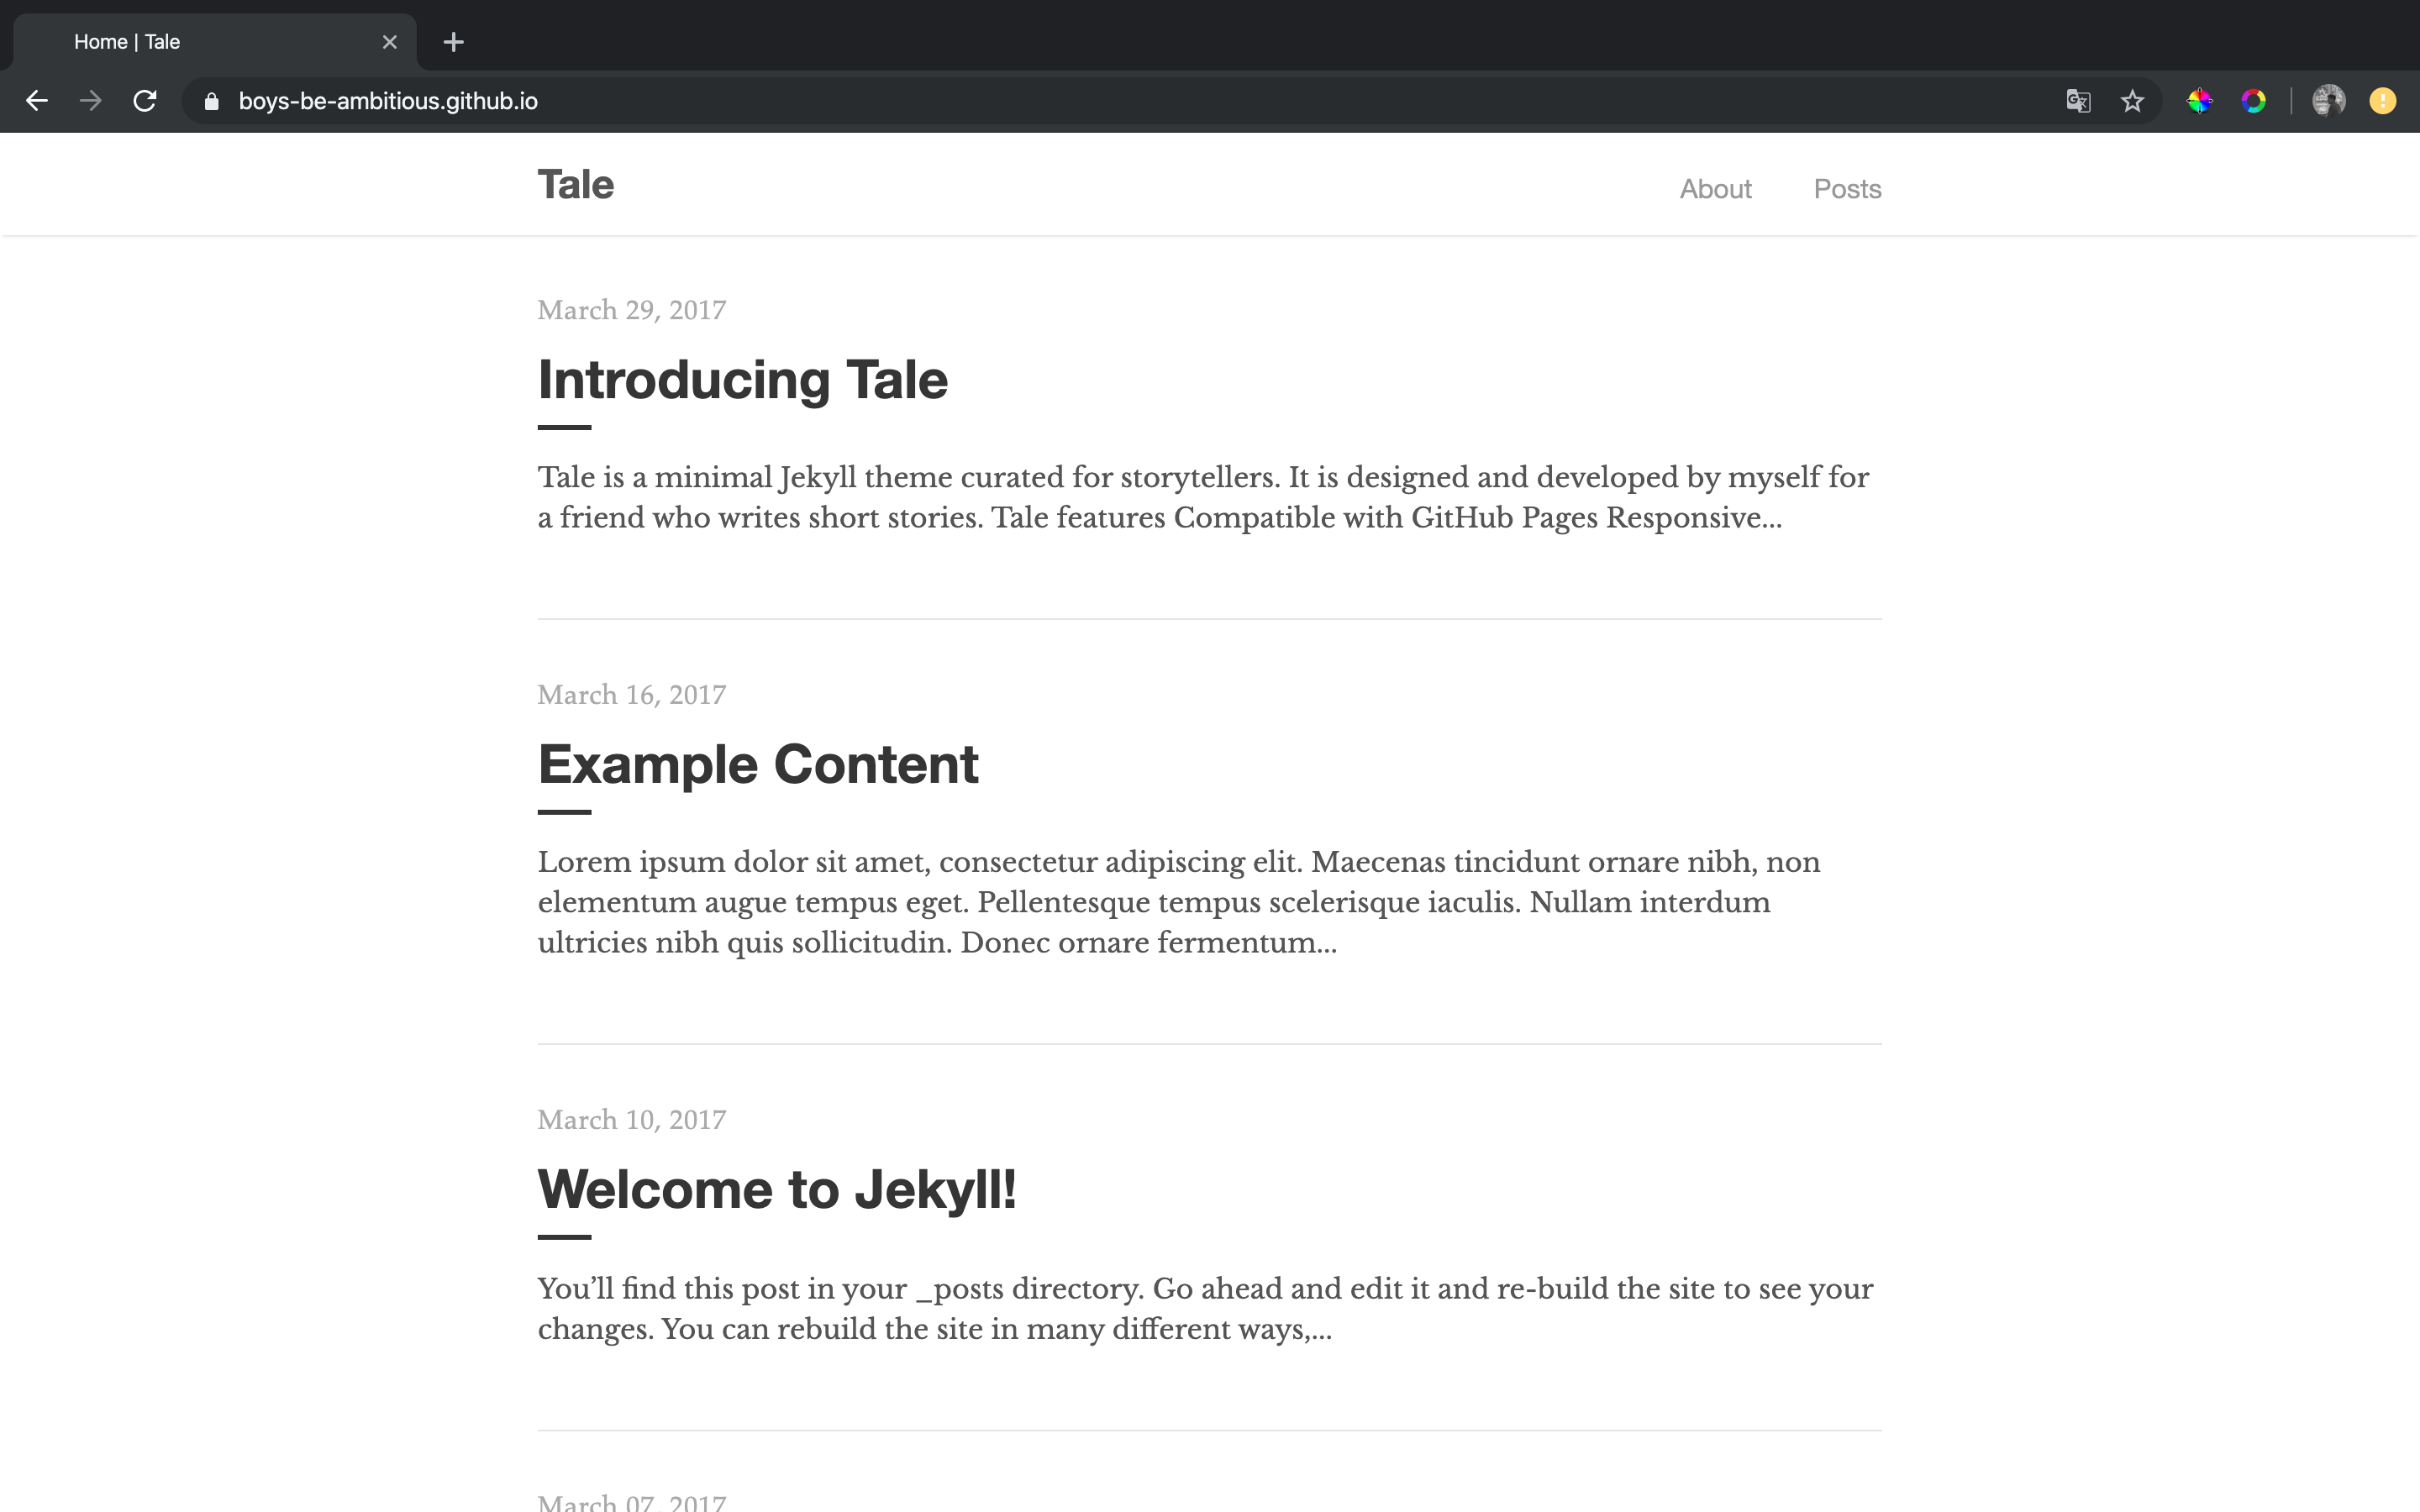 Home | Tale
boys-be-ambitious.github.io
Tale
About
Posts
March 29, 2017
Introducing Tale
Tale is a minimal Jekyll theme curated for storytellers. It is designed and developed by myself for
a friend who writes short stories. Tale features Compatible with GitHub Pages Responsive...
March 16, 2017
Example Content
Lorem ipsum dolor sit amet, consectetur adipiscing elit. Maecenas tincidunt ornare nibh, non
elementum augue tempus eget. Pellentesque tempus scelerisque iaculis. Nullam interdum
ultricies nibh quis sollicitudin. Donec ornare fermentum...
March 10, 2017
Welcome to Jekyll!
You’ll find this post in your _posts directory. Go ahead and edit it and re-build the site to see your
changes. You can rebuild the site in many different ways,...
March 07, 2017